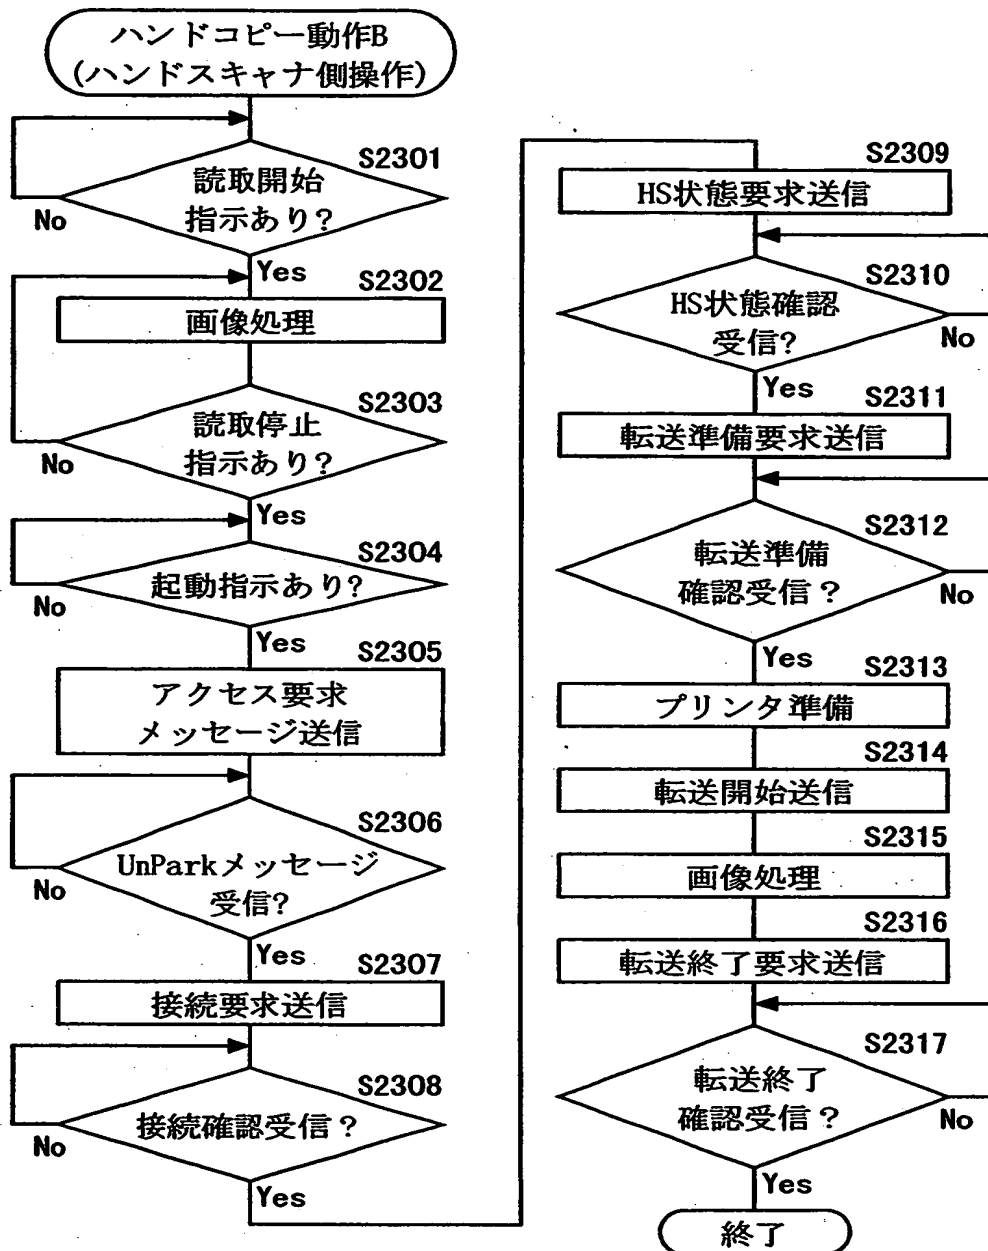 ハンドコピー動作B
(ハンドスキャナ側操作)
S2301
読取開始
指示あり?
No
Yes
S2302
画像処理
S2303
読取停止
指示あり?
No
Yes
S2304
起動指示あり?
No
Yes
S2305
アクセス要求
メッセージ送信
S2306
UnParkメッセージ
受信?
No
Yes
S2307
接続要求送信
S2308
接続確認受信?
No
Yes
S2309
HS状態要求送信
S2310
HS状態確認
受信?
No
Yes
S2311
転送準備要求送信
S2312
転送準備
確認受信?
No
Yes
S2313
プリンタ準備
S2314
転送開始送信
S2315
画像処理
S2316
転送終了要求送信
S2317
転送終了
確認受信?
No
Yes
終了